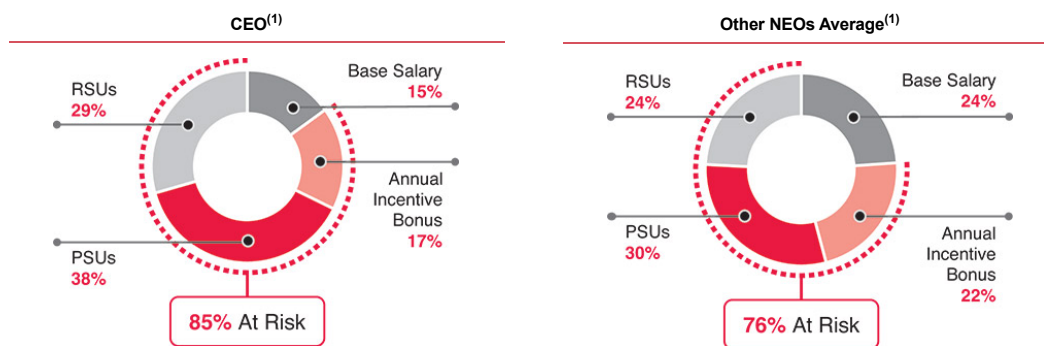 CEO(1)
RSUs
29%
Base Salary
15%
Annual
Incentive
Bonus
17%
PSUs
38%
85% At Risk
Other NEOs Average(1)
RSUs
24%
Base Salary
24%
PSUs
30%
Annual
Incentive
Bonus
22%
76% At Risk